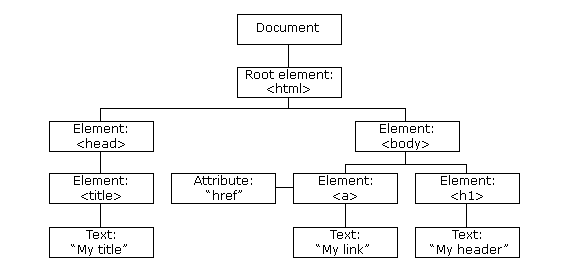 Document
Root element:
<html>
Element:
<head>
Element:
<body>
Element:
<title>
Attribute:
“href”
Element:
<a>
Element:
<h1>
Text:
“My title”
Text:
“My link”
Text:
“My header”